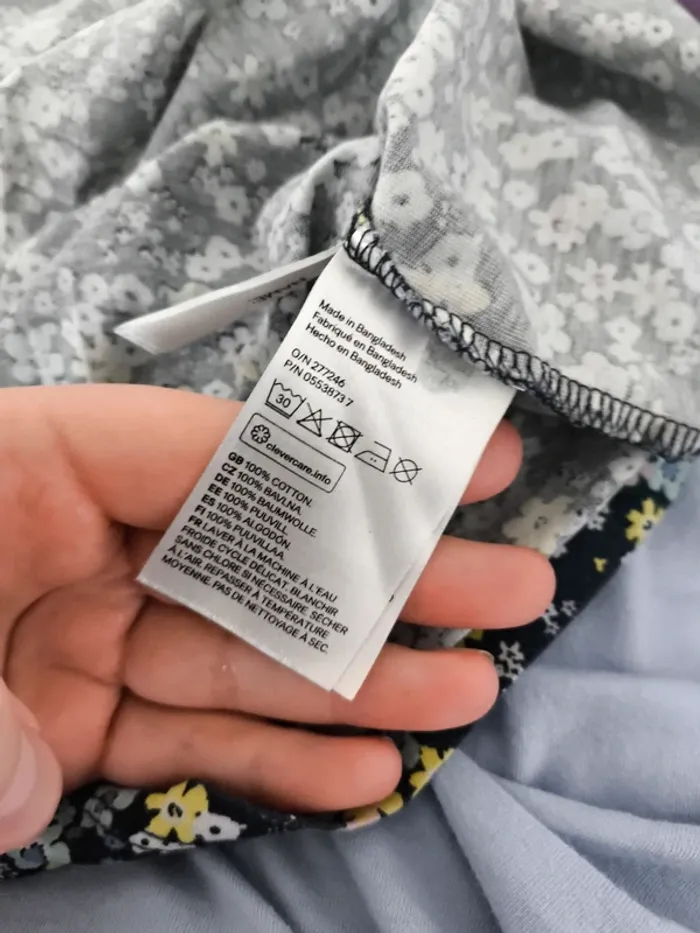 Made in Bangladesh
Fabriqué en Bangladesh
Hecho en Bangladesh
O/N 277246
P/N 05538737
30
clevercare.info
GB 100% COTTON.
CZ 100% BAVLNA.
DE 100% BAUMWOLLE.
EE 100% PUUVILL.
ES 100% ALGODÓN.
FI 100% PUUVILLAA.
FR LAVER À LA MACHINE À L'EAU
FROIDE CYCLE DÉLICAT. BLANCHIR
SANS CHLORE SI NÉCESSAIRE. SÉCHER
À L'AIR. REPASSER À TEMPÉRATURE
MOYENNE. PAS DE NETTOYAGE À SEC.